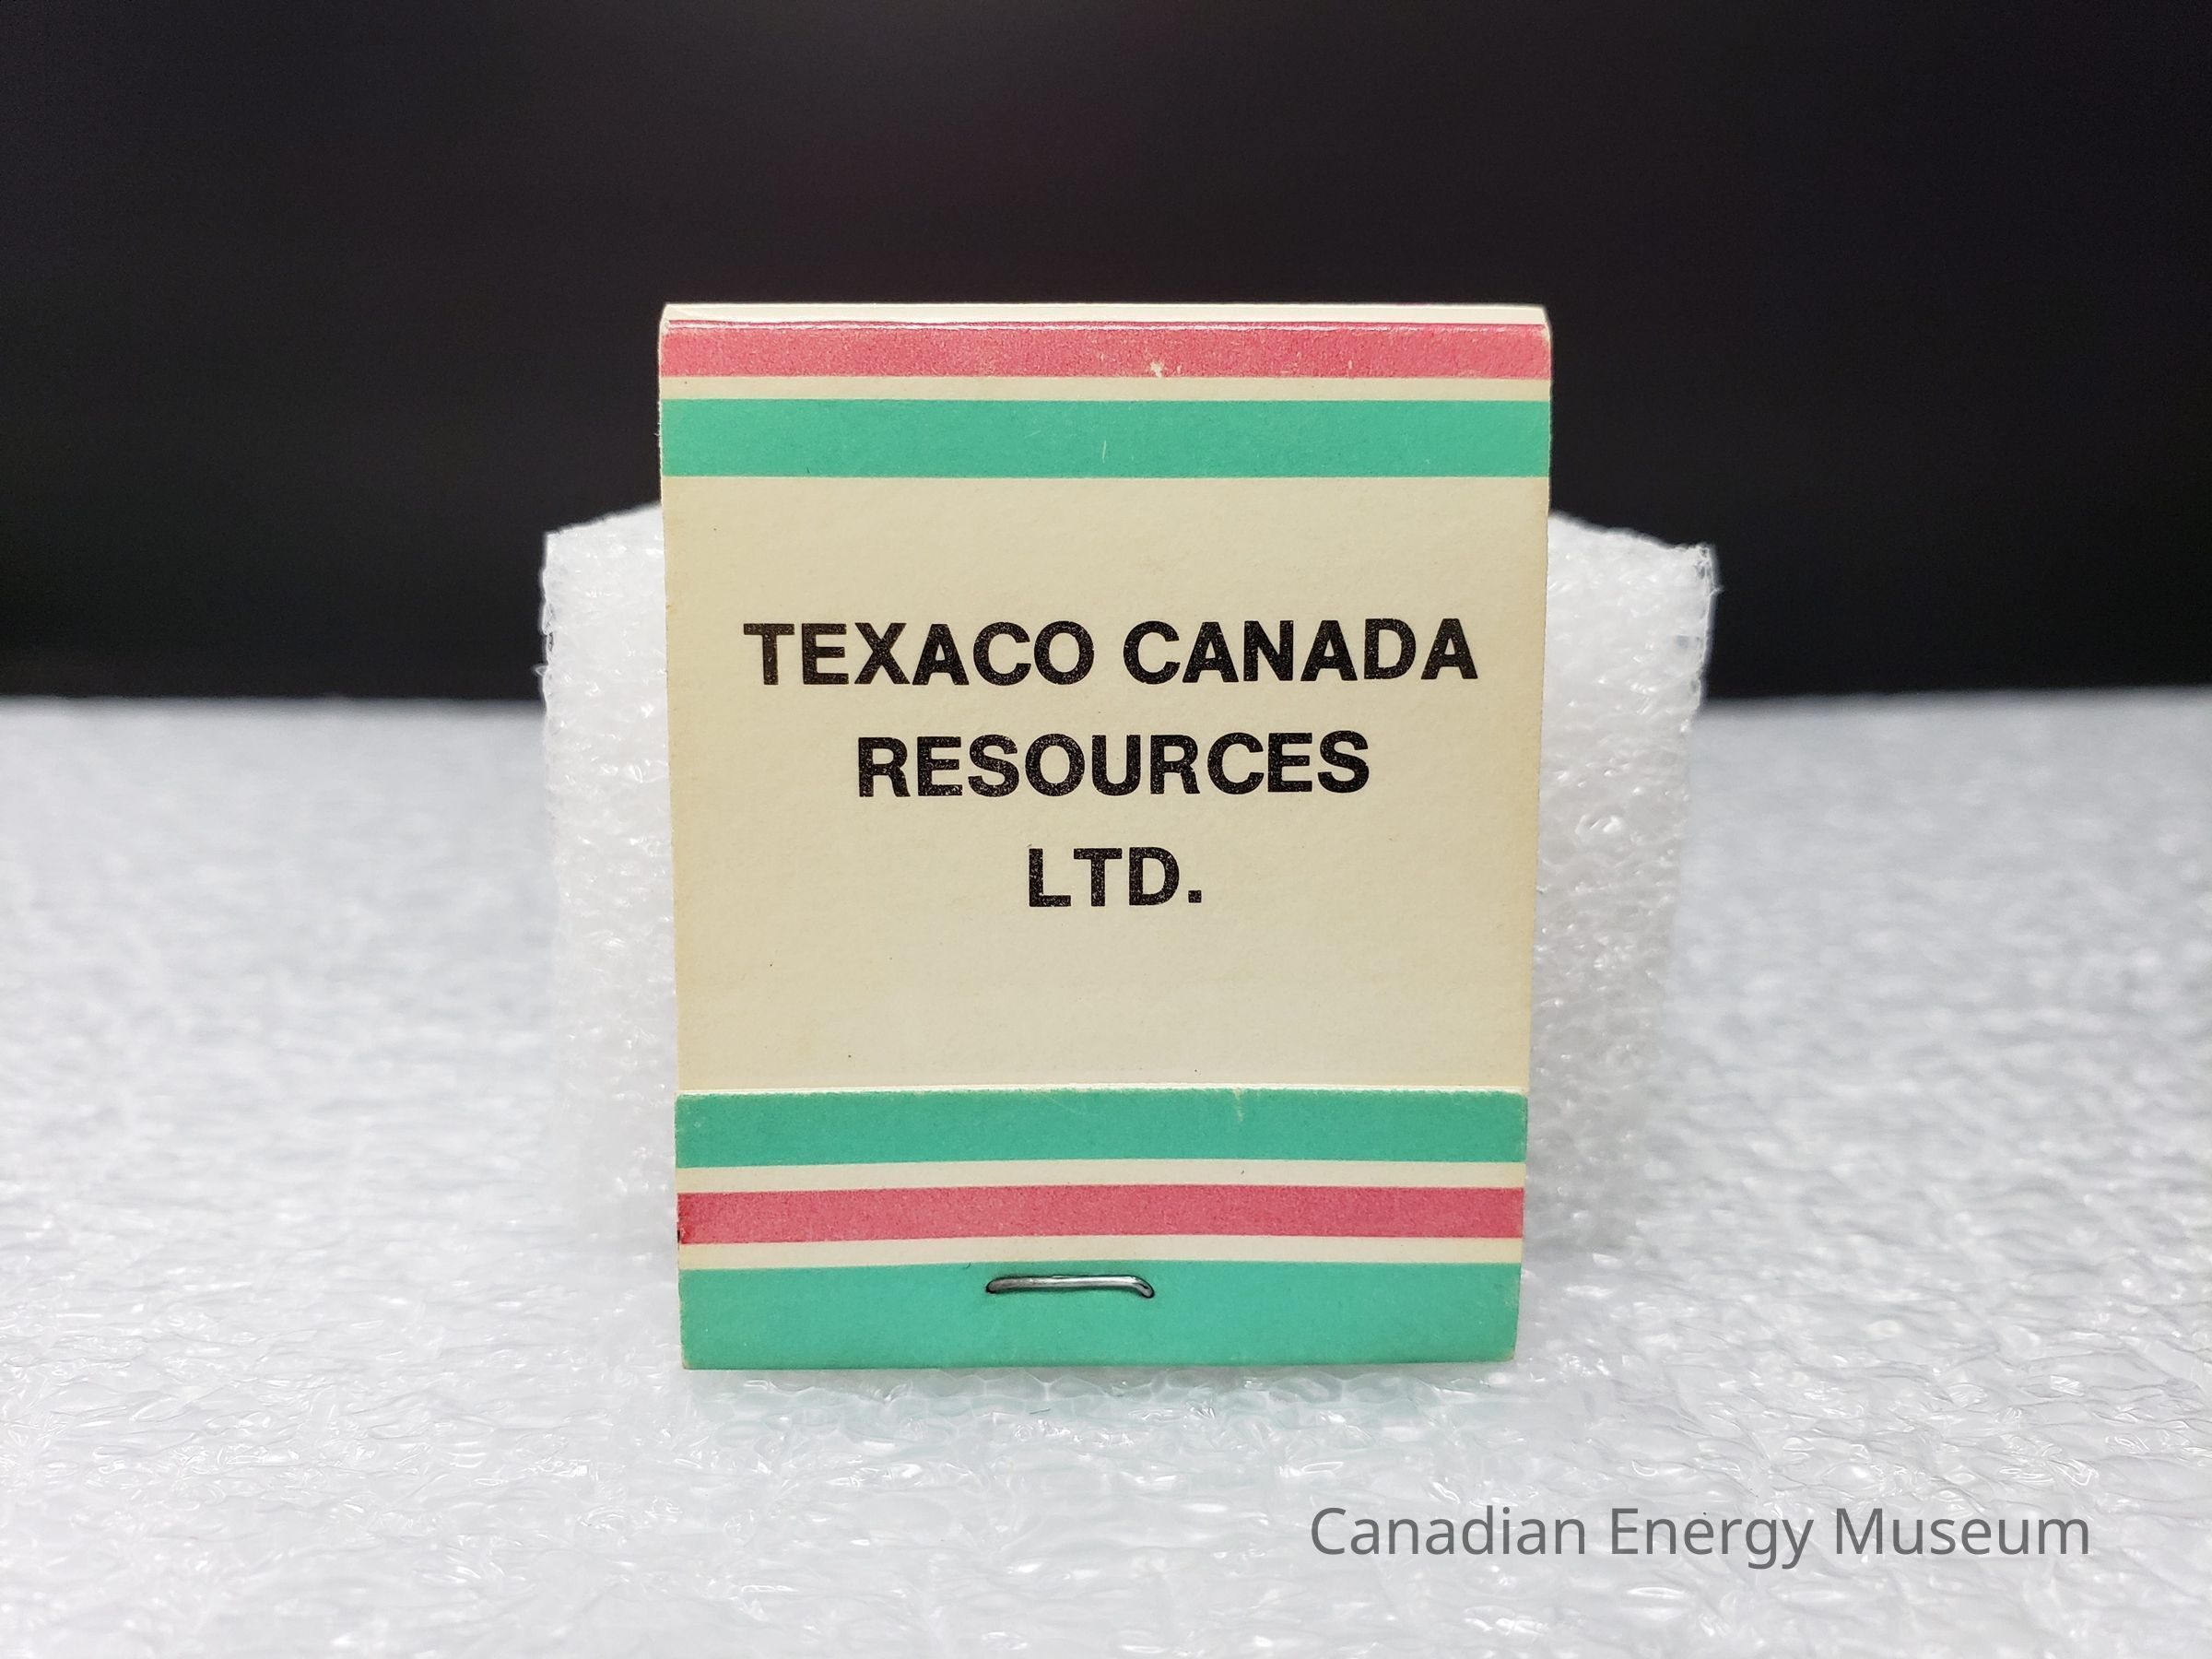 TEXACO CANADA
RESOURCES
LTD.
Canadian Energy Museum